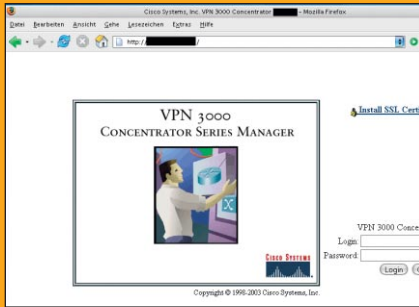 Cisco Systems, Inc. VPN 3000 Concentrator - Mozilla Firefox
Datei Bearbeiten Ansicht Gehe Lesezeichen Extras Hilfe
http:// /
Install SSL Certi
VPN 3000
CONCENTRATOR SERIES MANAGER
X
CISCO SYSTEMS
VPN 3000 Conce
Login:
Password:
Login
Copyright © 1998-2003 Cisco Systems, Inc.